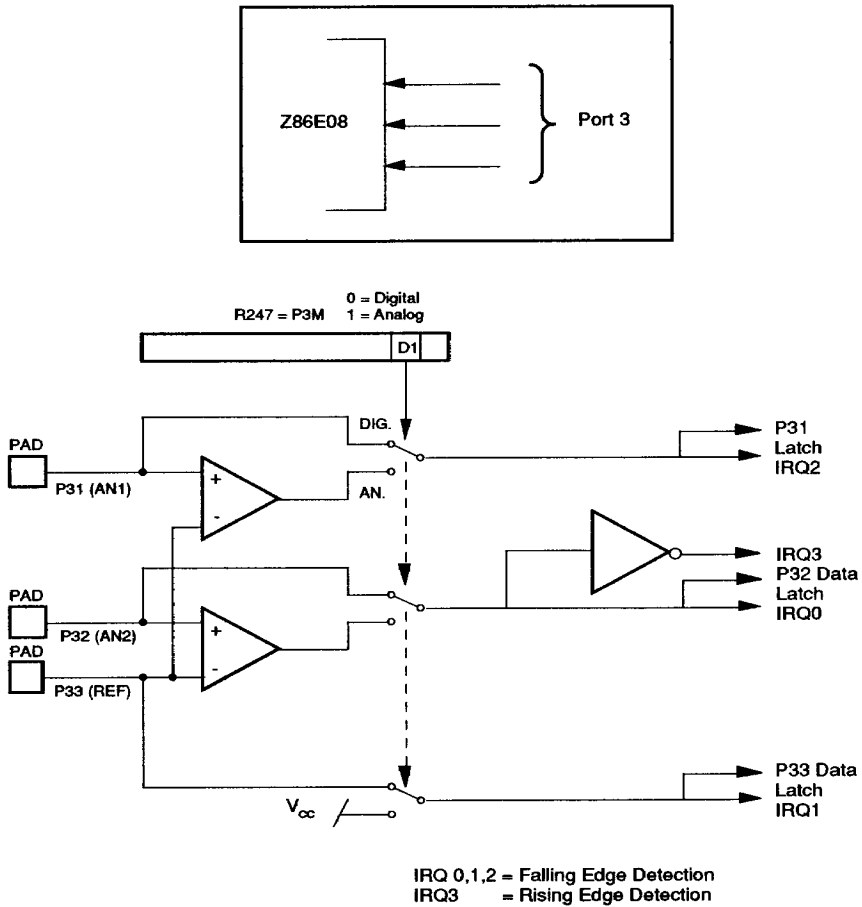 Z86E08
Port 3
0 = Digital
R247 = P3M 1 = Analog
D1
DIG.
P31
PAD
Latch
IRQ2
+
P31 (AN1)
AN.
-
IRQ3
P32 Data
PAD
Latch
IRQ0
+
P32 (AN2)
PAD
-
P33 (REF)
P33 Data
Latch
VCC
IRQ1
IRQ 0,1,2 = Falling Edge Detection
IRQ3 = Rising Edge Detection